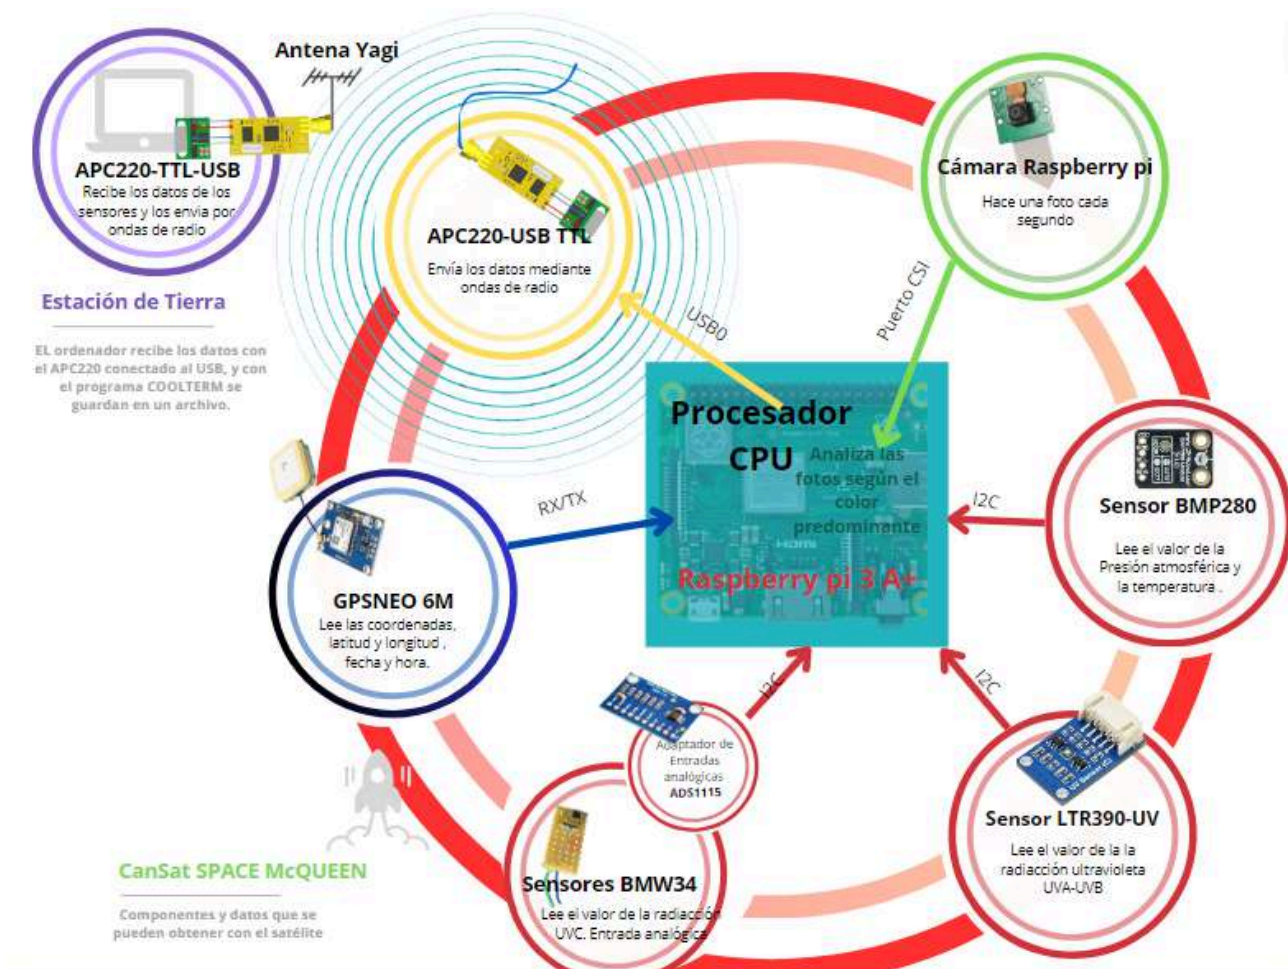 Antena Yagi
APC220-TTL-USB
Recibe los datos de los
sensores y los envia por
ondas de radio
Estación de Tierra
EL ordenador recibe los datos con
el APC220 conectado al USB, y con
el programa COOLTERM se
guardan en un archivo.
APC220-USB TTL
Envía los datos mediante
ondas de radio
USB0
Cámara Raspberry pi
Hace una foto cada
segundo
Puerto CSI
Procesador
CPU
Analiza las
fotos según el
color
predominante
HDMI
Raspberry pi 3 A+
I2C
Sensor BMP280
Lee el valor de la
Presión atmosférica y
la temperatura .
RX/TX
GPSNEO 6M
Lee las coordenadas,
latitud y longitud ,
fecha y hora.
I2C
I2C
Adaptador de
Entradas
analógicas
ADS1115
UV Sensor (C)
Sensor LTR390-UV
Lee el valor de la la
radiacción ultravioleta
UVA-UVB
Sensores BMW34
Lee el valor de la radiacción
UVC. Entrada analógica
CanSat SPACE McQUEEN
Componentes y datos que se
pueden obtener con el satélite